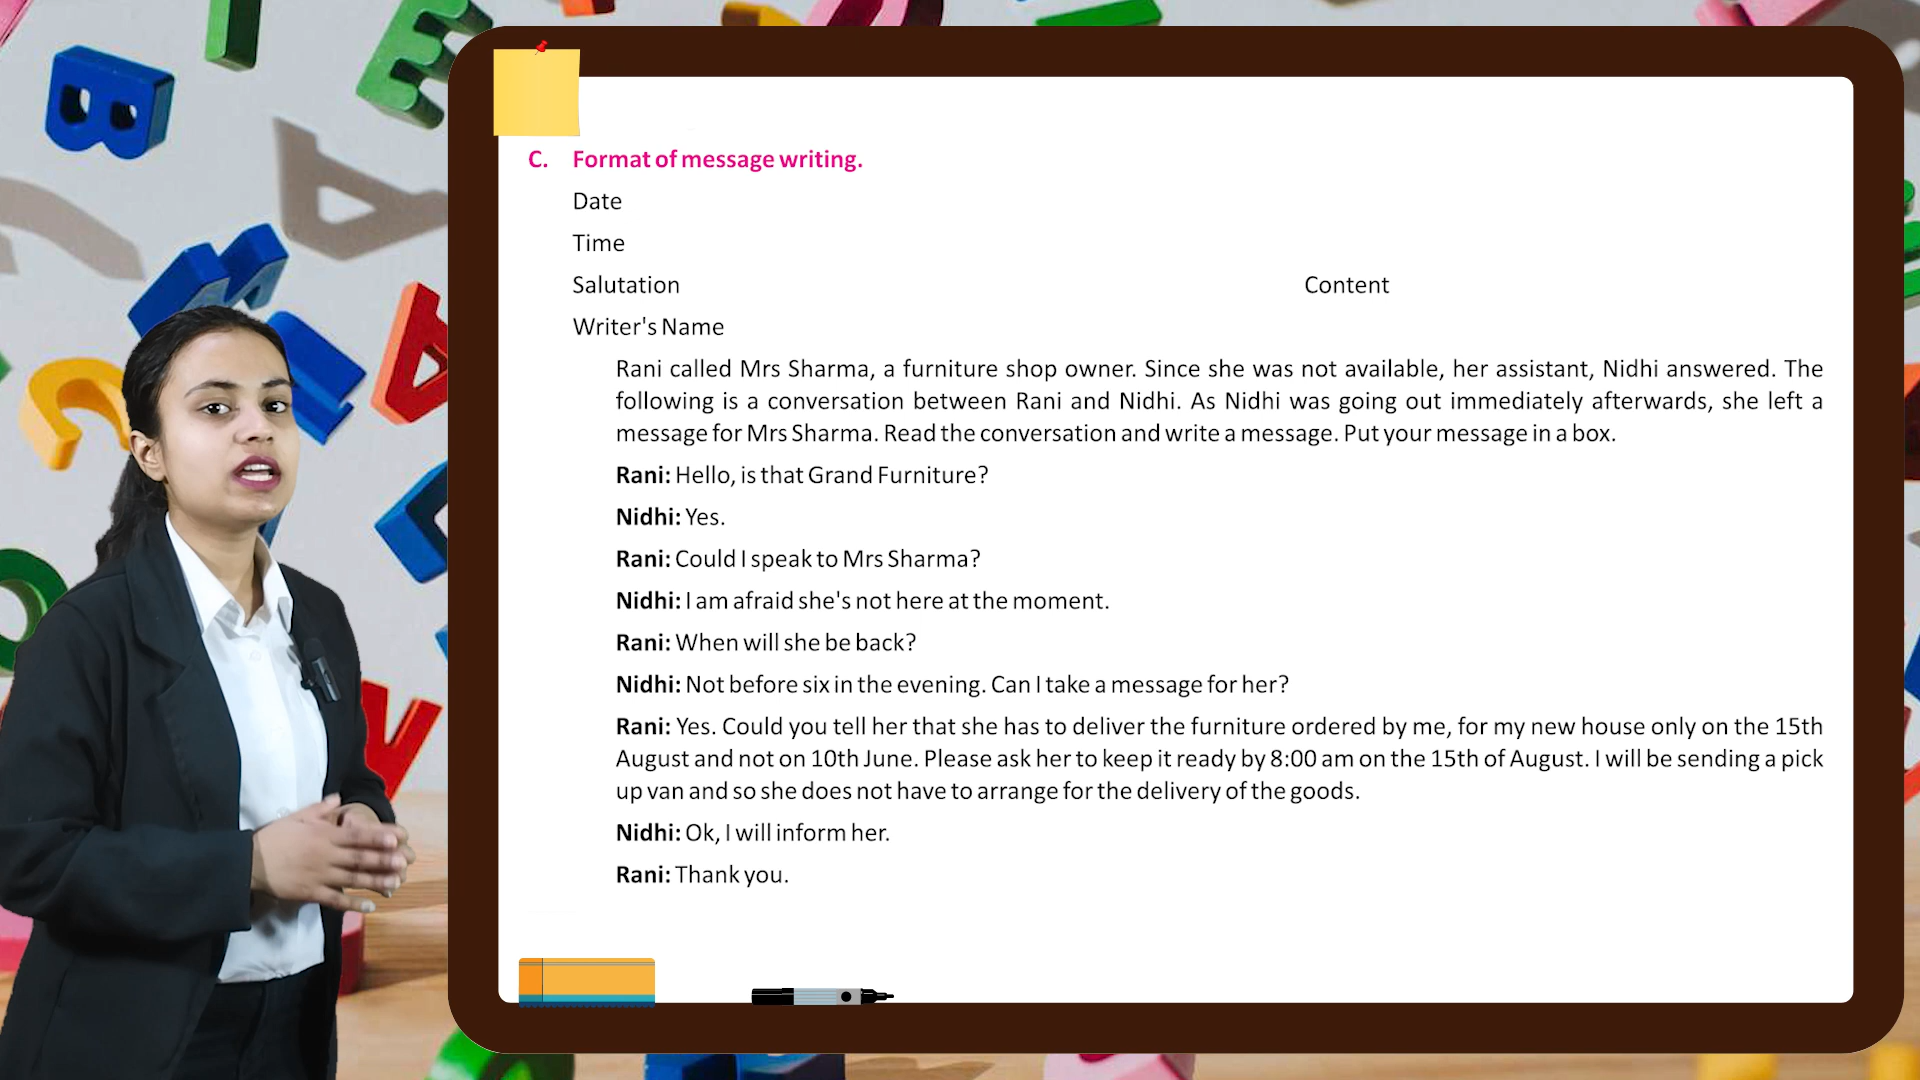 C. Format of message writing.
Date
Time
Salutation Content
Writer's Name
Rani called Mrs Sharma, a furniture shop owner. Since she was not available, her assistant, Nidhi answered. The
following is a conversation between Rani and Nidhi. As Nidhi was going out immediately afterwards, she left a
message for Mrs Sharma. Read the conversation and write a message. Put your message in a box.
Rani: Hello, is that Grand Furniture?
Nidhi: Yes.
Rani: Could I speak to Mrs Sharma?
Nidhi: I am afraid she's not here at the moment.
Rani: When will she be back?
Nidhi: Not before six in the evening. Can I take a message for her?
Rani: Yes. Could you tell her that she has to deliver the furniture ordered by me, for my new house only on the 15th
August and not on 10th June. Please ask her to keep it ready by 8:00 am on the 15th of August. I will be sending a pick
up van and so she does not have to arrange for the delivery of the goods.
Nidhi: Ok, I will inform her.
Rani: Thank you.